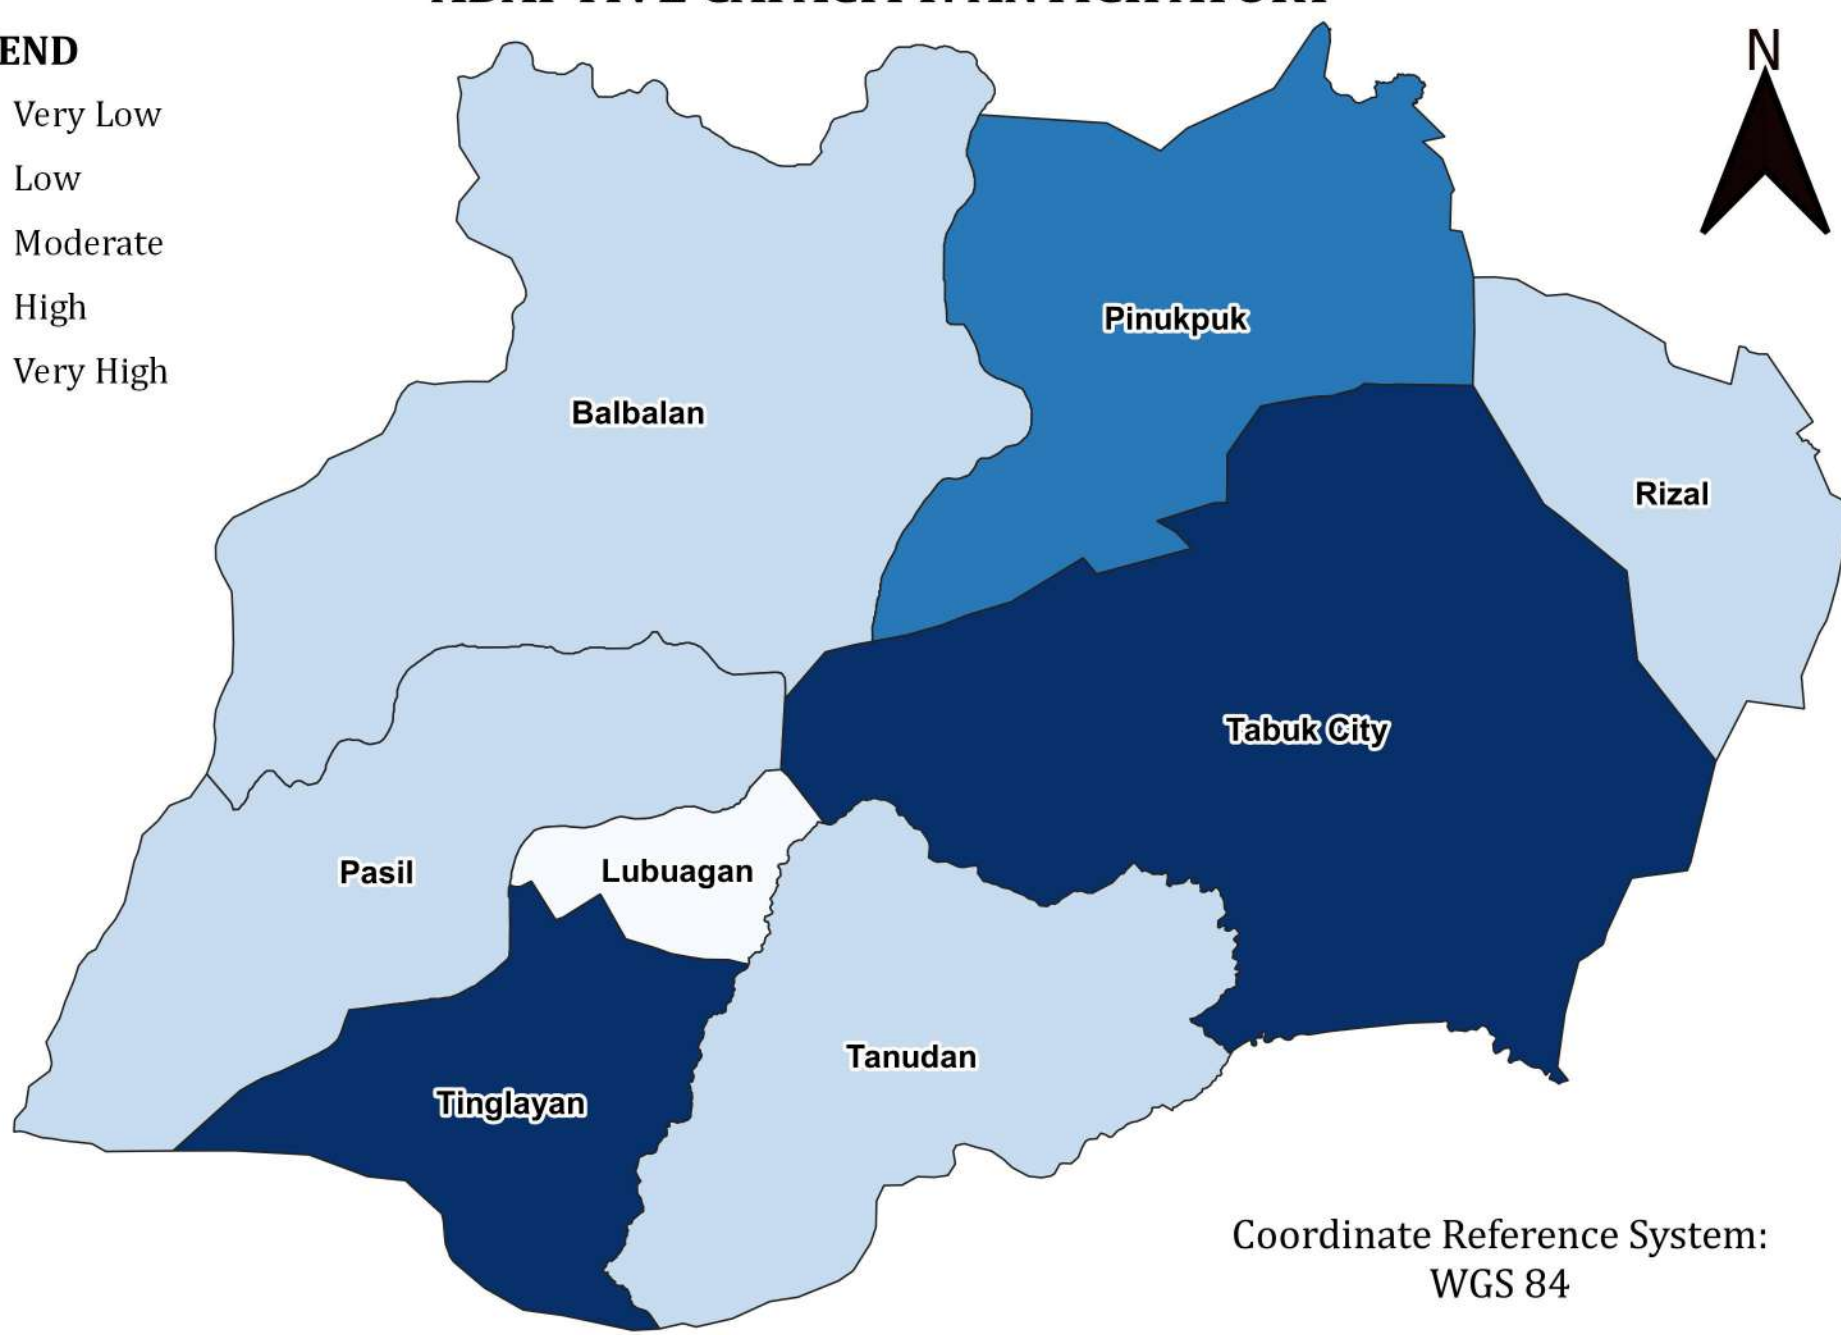 END
Very Low
Low
Moderate
High
Very High
N
Pinukpuk
Balbalan
Rizal
Tabuk City
Pasil
Lubuagan
Tanudan
Tinglayan
Coordinate Reference System:
WGS 84